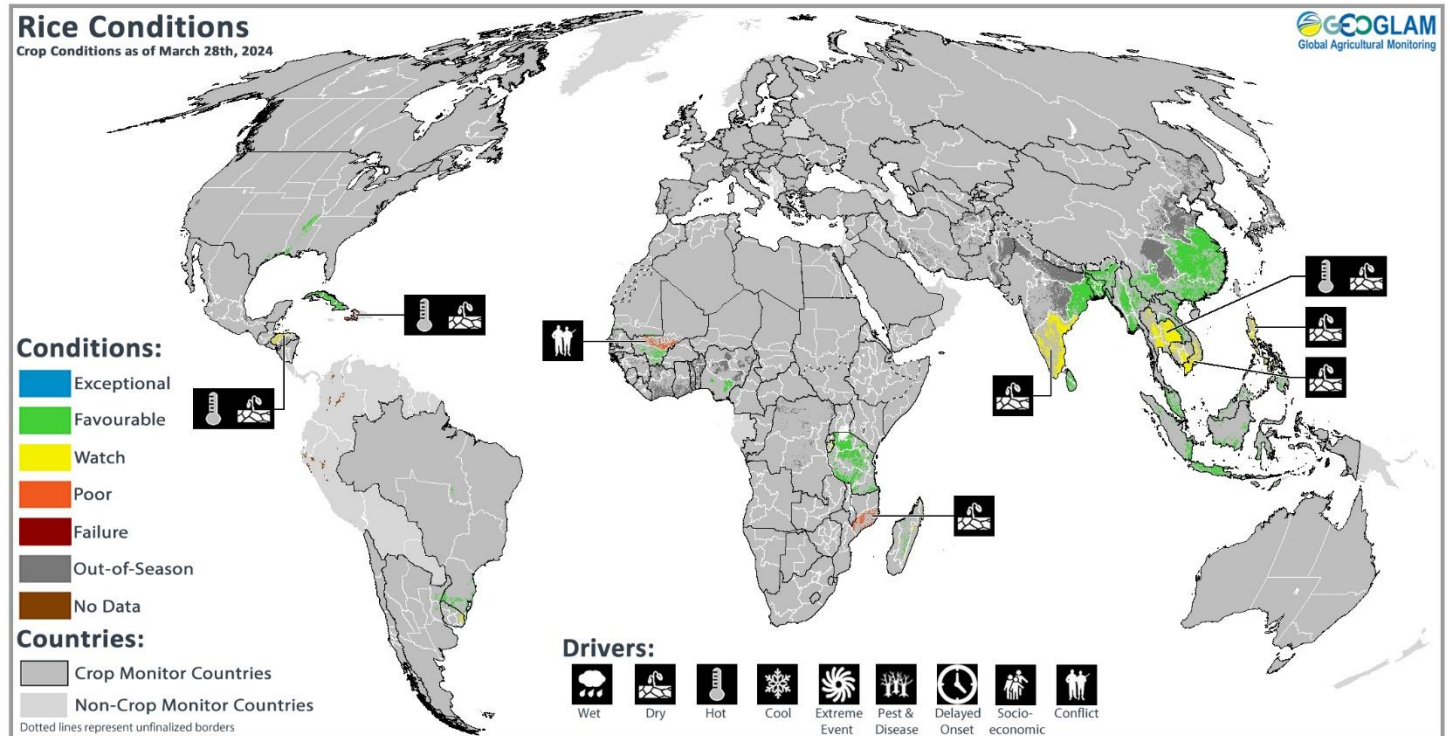 Rice Conditions
Crop Conditions as of March 28th, 2024
GEOGLAM
Global Agricultural Monitoring
Conditions:
Exceptional
Favourable
Watch
Poor
Failure
Out-of-Season
No Data
Countries:
Crop Monitor Countries
Non-Crop Monitor Countries
Dotted lines represent unfinalized borders
Drivers:
Wet
Dry
Hot
Cool
Extreme
Event
Pest &
Disease
Delayed
Onset
Socio-
economic
Conflict